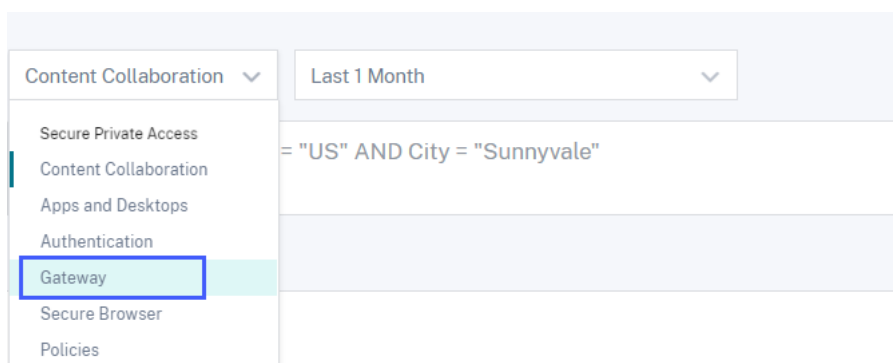 Content Collaboration
Last 1 Month
Secure Private Access
= "US" AND City = "Sunnyvale"
Content Collaboration
Apps and Desktops
Authentication
Gateway
Secure Browser
Policies